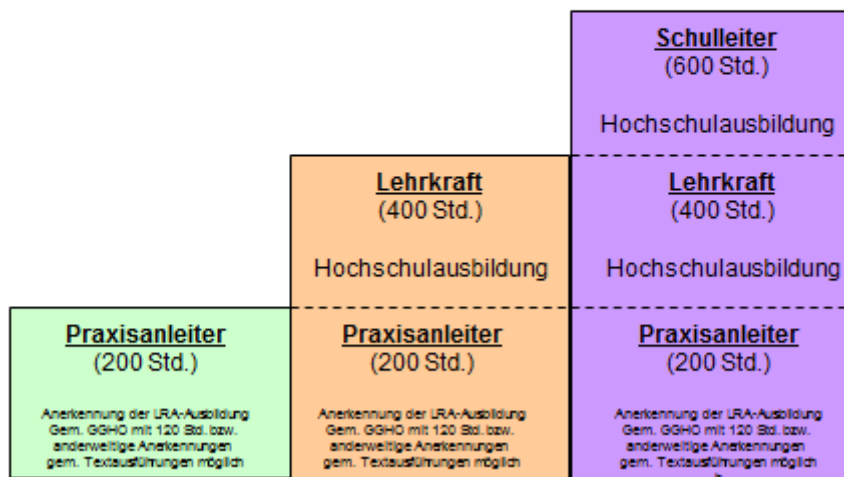 Schulleiter
(600 Std.)
Hochschulausbildung
Lehrkraft
(400 Std.)
Hochschulausbildung
Lehrkraft
(400 Std.)
Hochschulausbildung
Praxisanleiter
(200 Std.)
Anerkennung der LRA-Ausbildung
Gem. GGHO mit 120 Std. bzw.
anderweitige Anerkennungen
gem. Textausführungen möglich
Praxisanleiter
(200 Std.)
Anerkennung der LRA-Ausbildung
Gem. GGHO mit 120 Std. bzw.
anderweitige Anerkennungen
gem. Textausführungen möglich
Praxisanleiter
(200 Std.)
Anerkennung der LRA-Ausbildung
Gem. GGHO mit 120 Std. bzw.
anderweitige Anerkennungen
gem. Textausführungen möglich